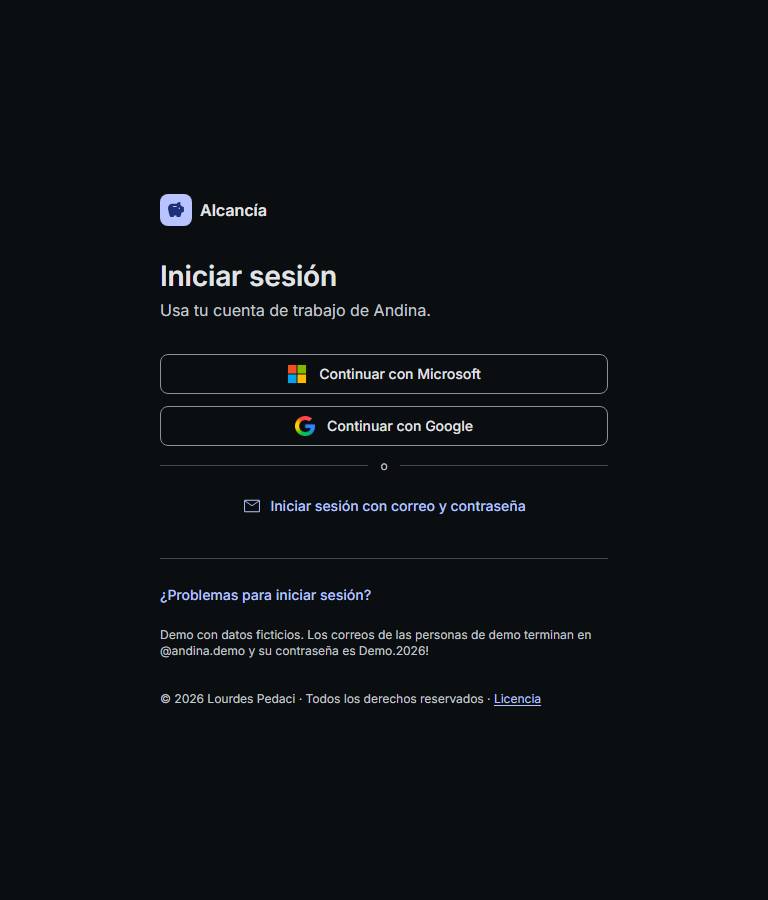 Alcancía
Iniciar sesión
Usa tu cuenta de trabajo de Andina.
Continuar con Microsoft
Continuar con Google
o
Iniciar sesión con correo y contraseña
¿Problemas para iniciar sesión?
Demo con datos ficticios. Los correos de las personas de demo terminan en
@andina.demo y su contraseña es Demo.2026!
© 2026 Lourdes Pedaci · Todos los derechos reservados · Licencia